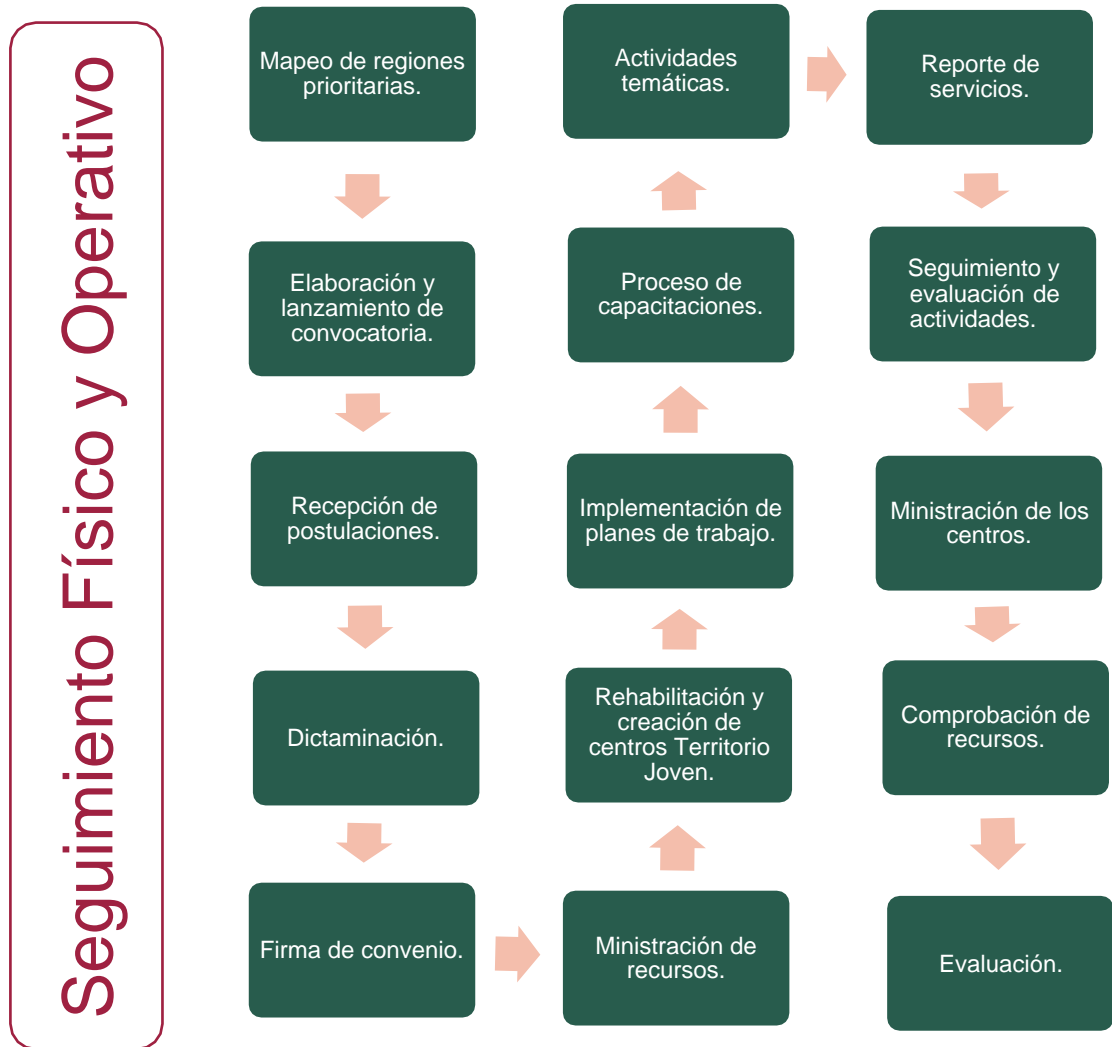 Seguimiento Físico y Operativo
Mapeo de regiones
prioritarias.
Elaboración y
lanzamiento de
convocatoria.
Recepción de
postulaciones.
Dictaminación.
Firma de convenio.
Ministración de
recursos.
Rehabilitación y
creación de
centros Territorio
Joven.
Implementación de
planes de trabajo.
Proceso de
capacitaciones.
Actividades
temáticas.
Reporte de
servicios.
Seguimiento y
evaluación de
actividades.
Ministración de los
centros.
Comprobación de
recursos.
Evaluación.